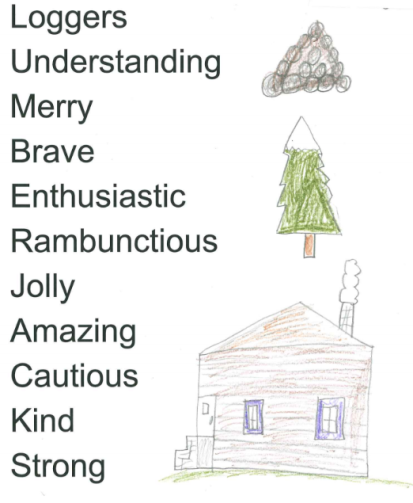 Loggers
Understanding
Merry
Brave
Enthusiastic
Rambunctious
Jolly
Amazing
Cautious
Kind
Strong